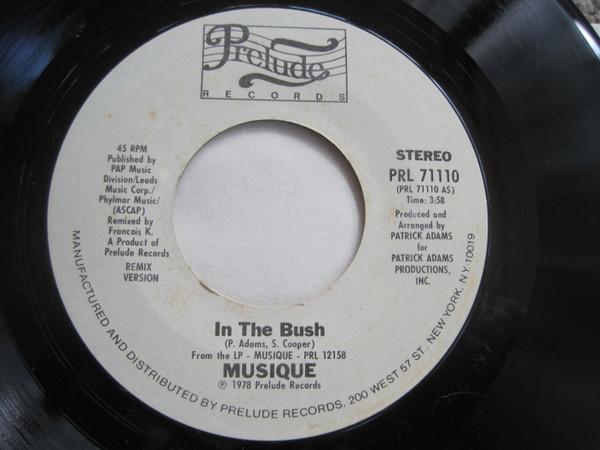 Prelude
RECORDS
45 RPM
Published by
PAP Music
Division/Leeds
Music Corp./
Phylmar Music/
(ASCAP)
Remixed by
Francois K.
A Product of
Prelude Records
REMIX
VERSION
STEREO
PRL 71110
(PRL 71110 AS)
Time: 3:58
Produced and
Arranged by
PATRICK ADAMS
for
PATRICK ADAMS
PRODUCTIONS,
INC.
In The Bush
(P. Adams, S. Cooper)
From the LP - MUSIQUE - PRL 12158
MUSIQUE
℗ 1978 Prelude Records
MANUFACTURED AND DISTRIBUTED BY PRELUDE RECORDS, 200 WEST 57 ST. NEW YORK, N.Y. 10019